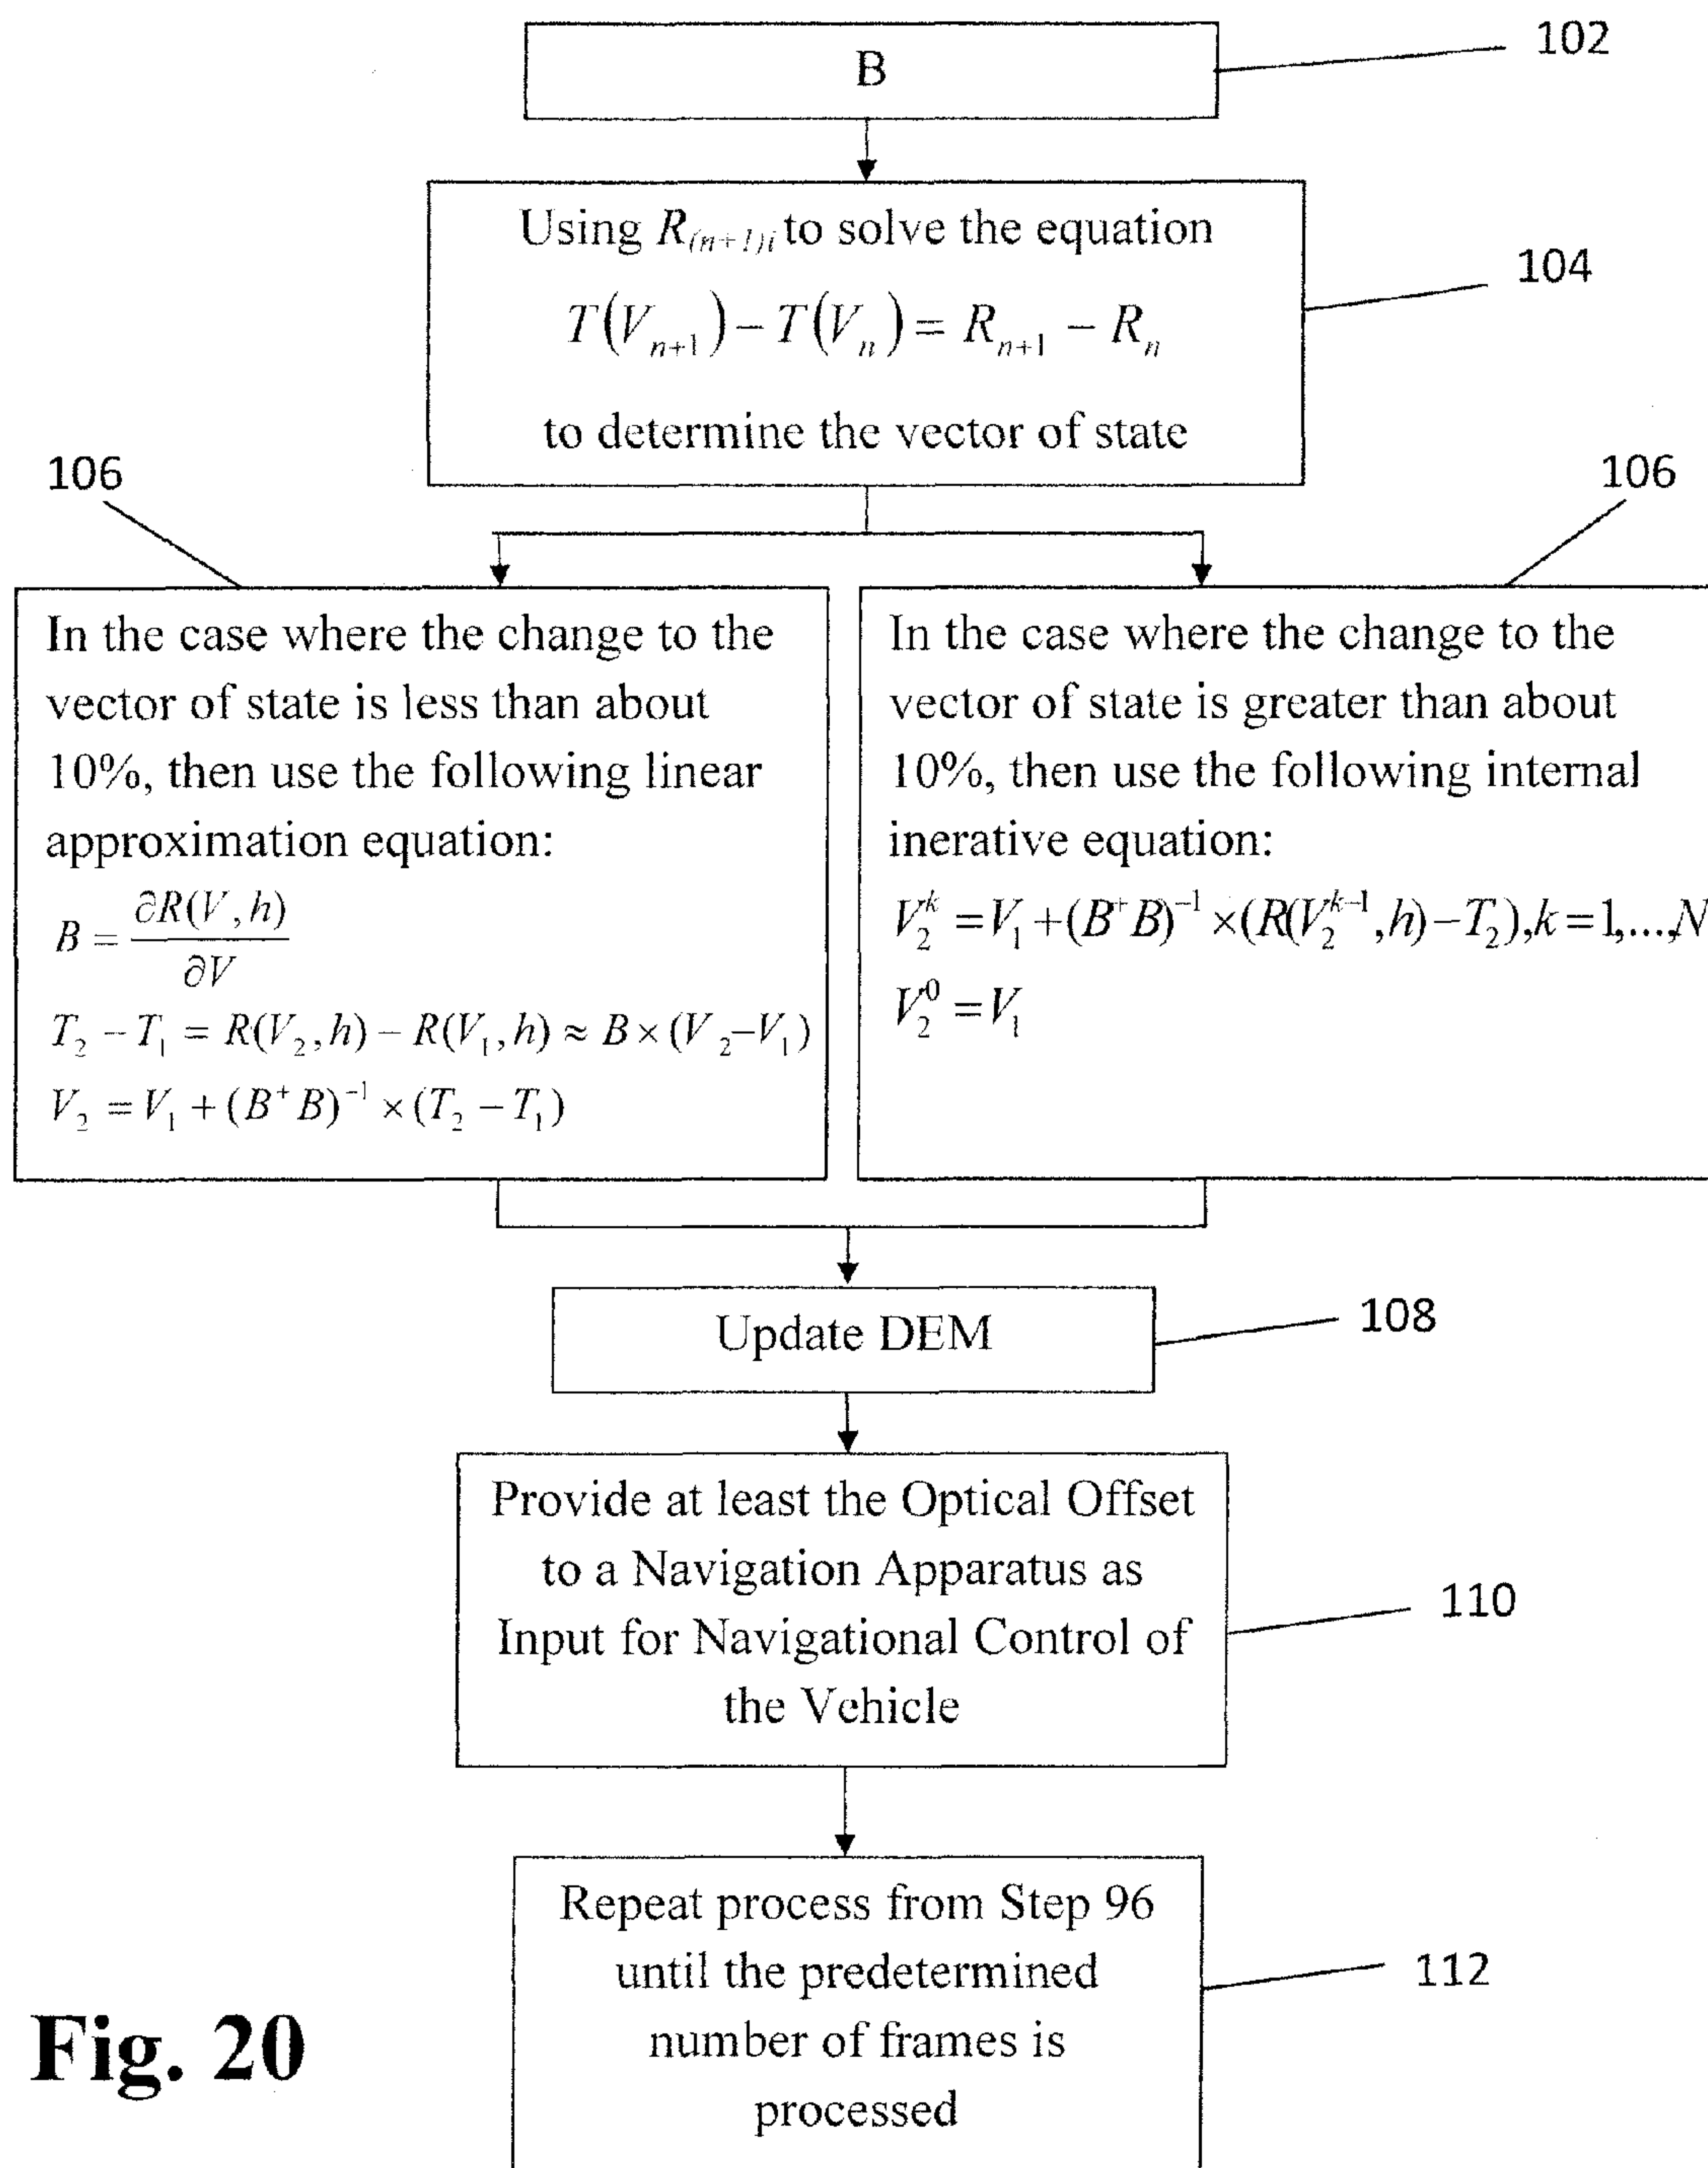 B
102
Using R(n+1)i to solve the equation
T(Vn+1) – T(Vn) = Rn+1 – Rn
to determine the vector of state
104
106
106
In the case where the change to the
vector of state is less than about
10%, then use the following linear
approximation equation:
B = ∂R(V, h) / ∂V
T2 – T1 = R(V2, h) – R(V1, h) ≈ B × (V2–V1)
V2 = V1 + (B⁺B)⁻¹ × (T2 – T1)
In the case where the change to the
vector of state is greater than about
10%, then use the following internal
inerative equation:
V2^k = V1 + (B⁺B)⁻¹ × (R(V2^k–1, h) – T2), k = 1,...,N
V2^0 = V1
Update DEM
108
Provide at least the Optical Offset
to a Navigation Apparatus as
Input for Navigational Control of
the Vehicle
110
Repeat process from Step 96
until the predetermined
number of frames is
processed
112
Fig. 20